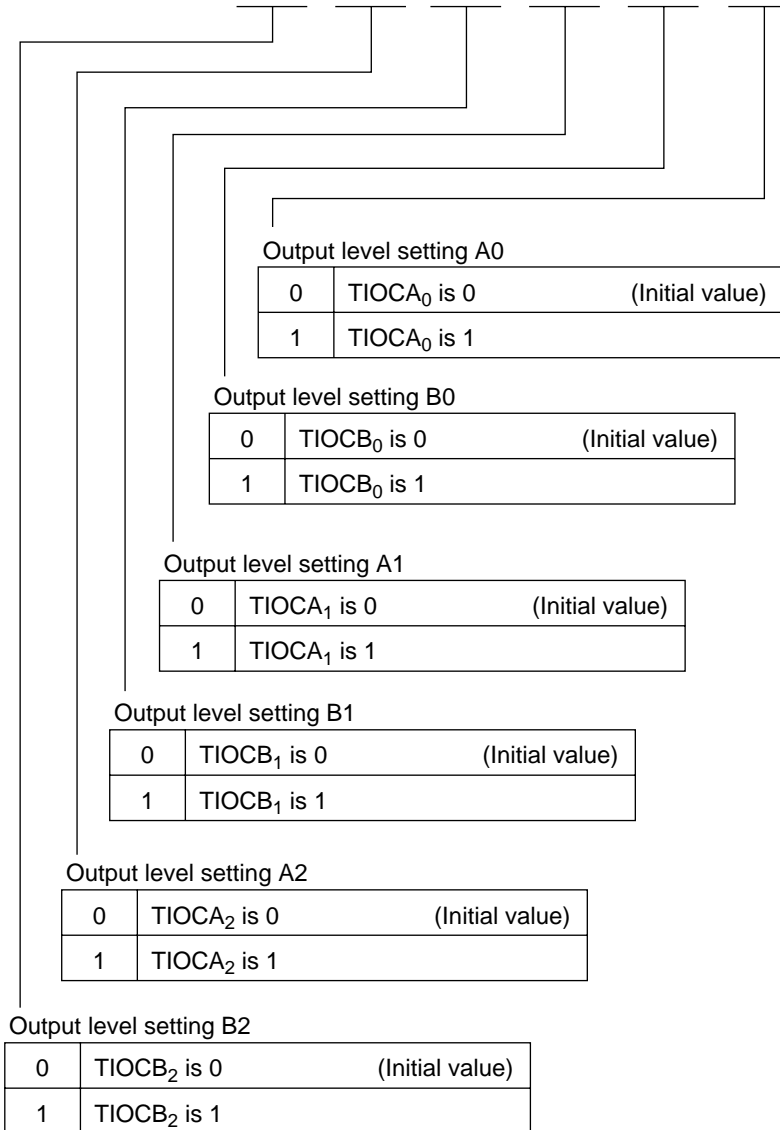 Output level setting A0
0 TIOCA₀ is 0 (Initial value)
1 TIOCA₀ is 1
Output level setting B0
0 TIOCB₀ is 0 (Initial value)
1 TIOCB₀ is 1
Output level setting A1
0 TIOCA₁ is 0 (Initial value)
1 TIOCA₁ is 1
Output level setting B1
0 TIOCB₁ is 0 (Initial value)
1 TIOCB₁ is 1
Output level setting A2
0 TIOCA₂ is 0 (Initial value)
1 TIOCA₂ is 1
Output level setting B2
0 TIOCB₂ is 0 (Initial value)
1 TIOCB₂ is 1